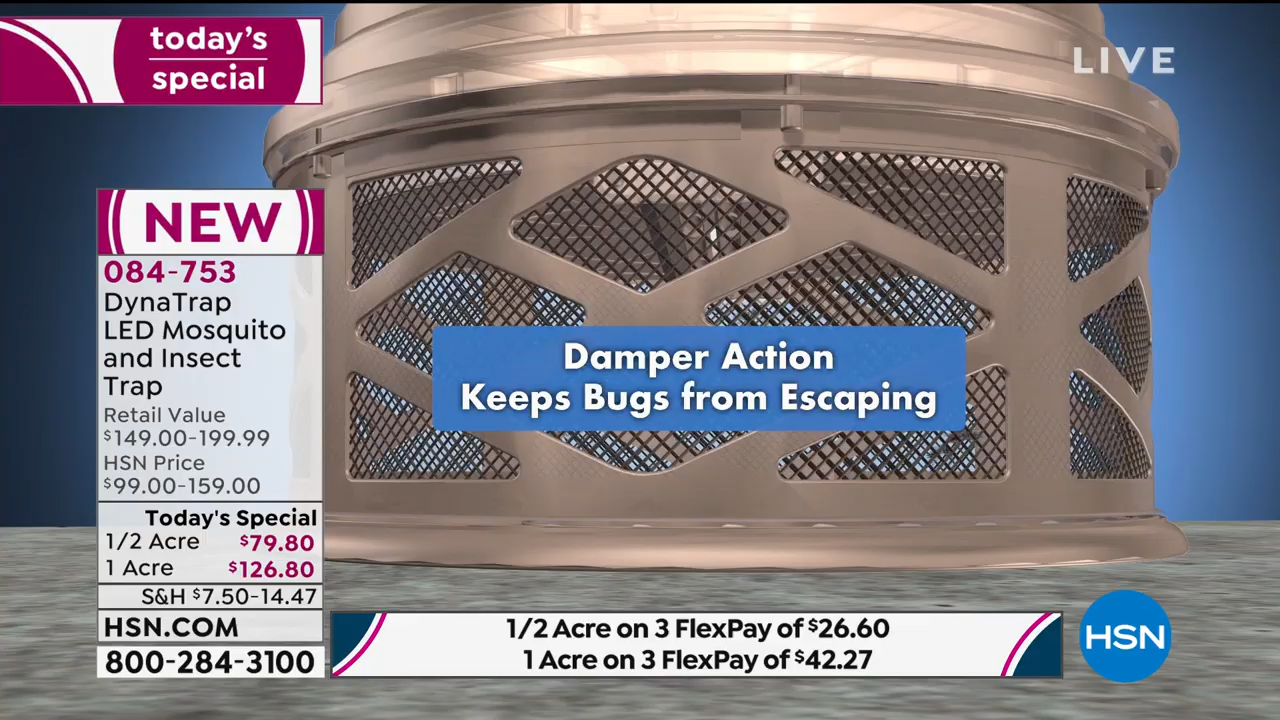 today's
special
LIVE
NEW
084-753
DynaTrap
LED Mosquito
and Insect
Trap
Retail Value
$149.00-199.99
HSN Price
$99.00-159.00
Today's Special
1/2 Acre $79.80
1 Acre $126.80
S&H $7.50-14.47
HSN.COM
800-284-3100
Damper Action
Keeps Bugs from Escaping
1/2 Acre on 3 FlexPay of $26.60
1 Acre on 3 FlexPay of $42.27
HSN